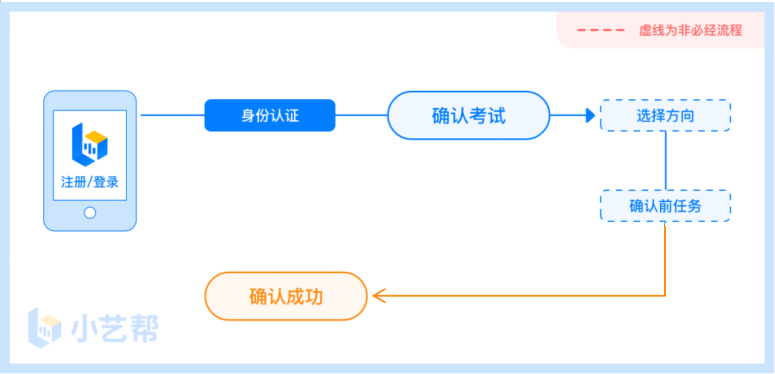 虚线为非必经流程
身份认证
确认考试
选择方向
注册/登录
确认前任务
确认成功
小艺帮